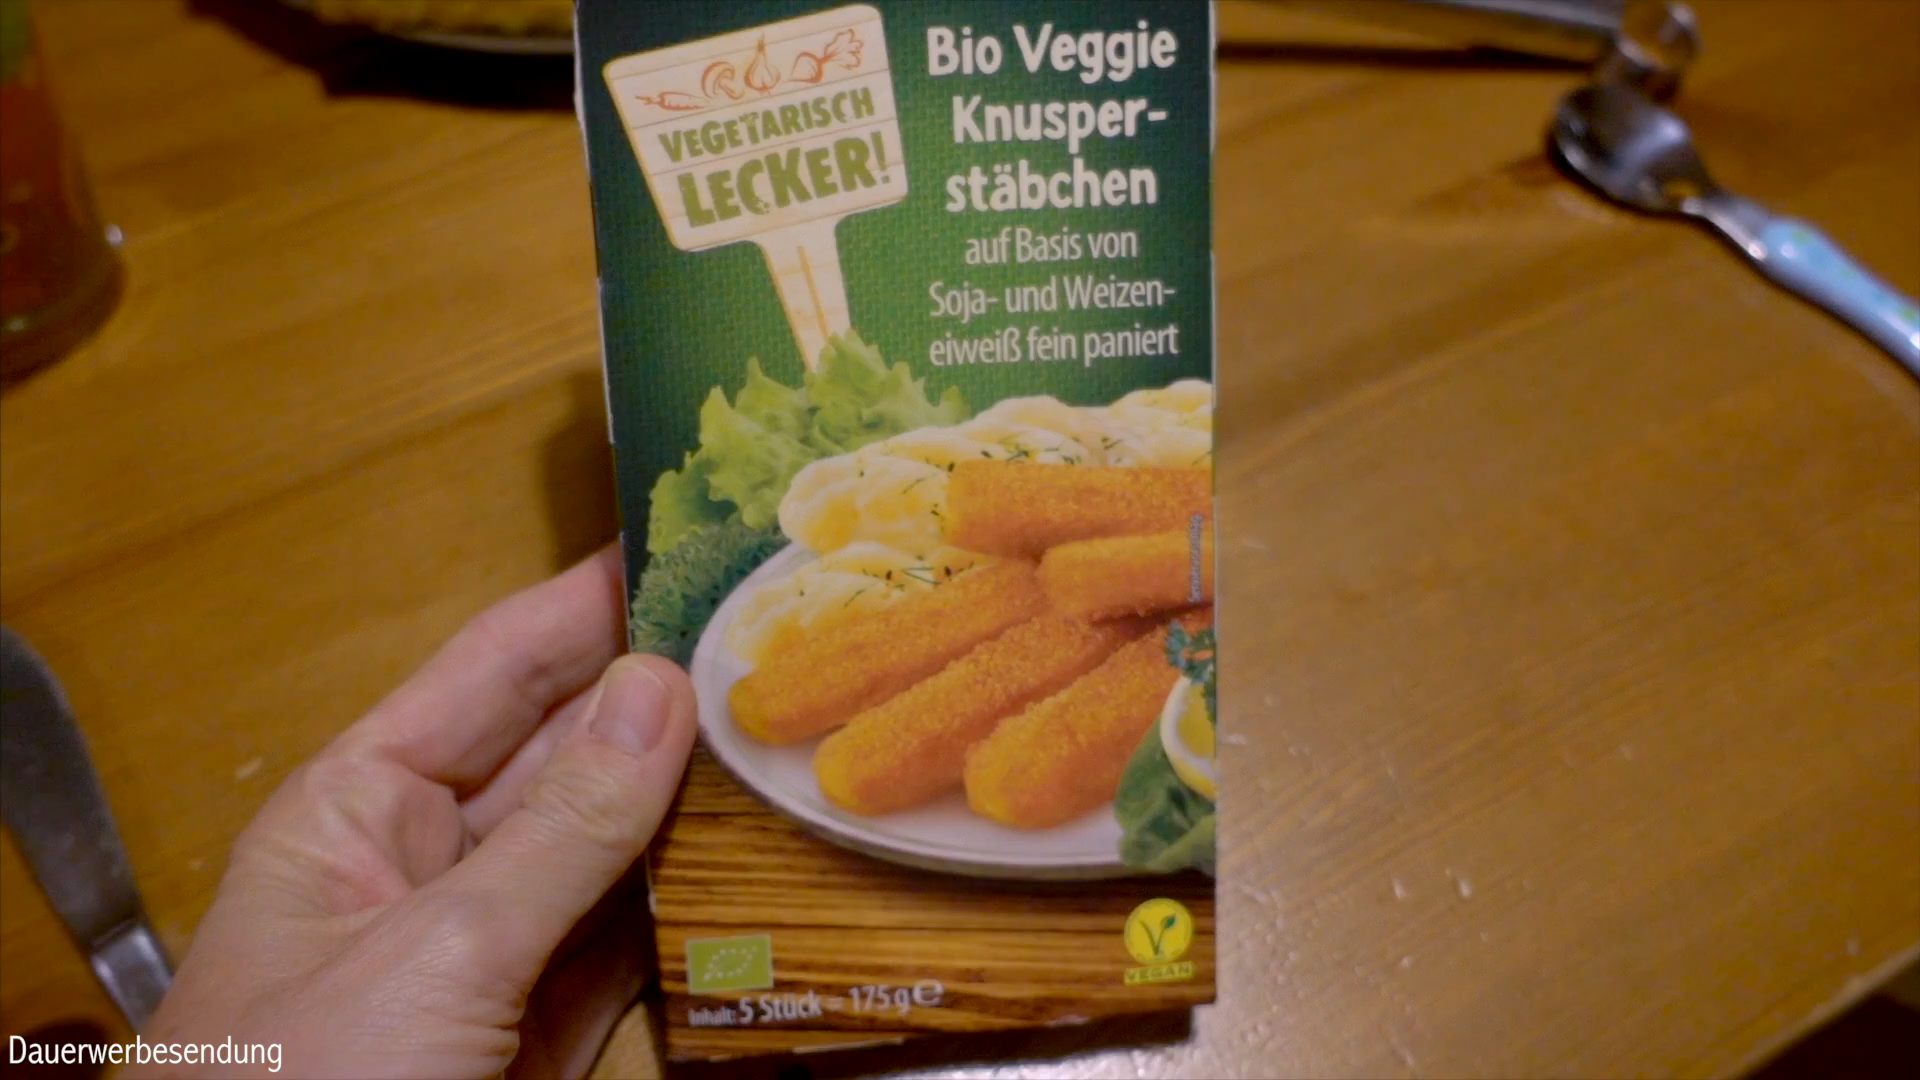 VEGETARISCH
LECKER!
Bio Veggie
Knusper-
stäbchen
auf Basis von
Soja- und Weizen-
eiweiß fein paniert
VEGAN
Inhalt: 5 Stück = 175 g e
Dauerwerbesendung